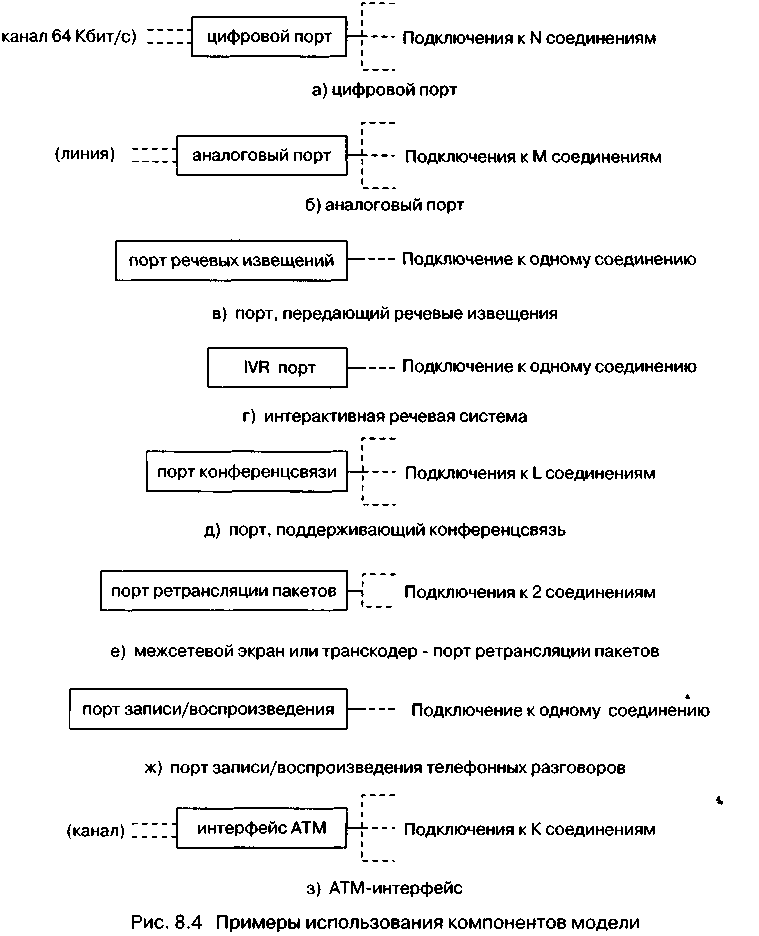 канал 64 Кбит/с) цифровой порт Подключения к N соединениям
а) цифровой порт
(линия) аналоговый порт Подключения к M соединениям
б) аналоговый порт
порт речевых извещений Подключение к одному соединению
в) порт, передающий речевые извещения
IVR порт Подключение к одному соединению
г) интерактивная речевая система
порт конференцсвязи Подключения к L соединениям
д) порт, поддерживающий конференцсвязь
порт ретрансляции пакетов Подключения к 2 соединениям
е) межсетевой экран или транскодер - порт ретрансляции пакетов
порт записи/воспроизведения Подключение к одному соединению
ж) порт записи/воспроизведения телефонных разговоров
(канал) интерфейс ATM Подключения к K соединениям
з) ATM-интерфейс
Рис. 8.4 Примеры использования компонентов модели